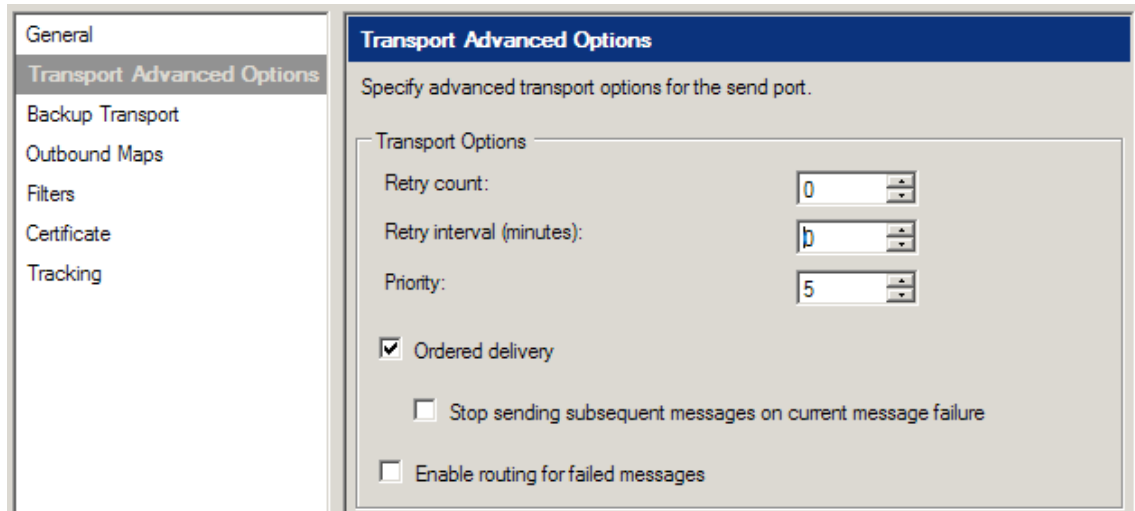 General
Transport Advanced Options
Backup Transport
Outbound Maps
Filters
Certificate
Tracking
Transport Advanced Options
Specify advanced transport options for the send port.
Transport Options
Retry count:
0
Retry interval (minutes):
0
Priority:
5
Ordered delivery
Stop sending subsequent messages on current message failure
Enable routing for failed messages